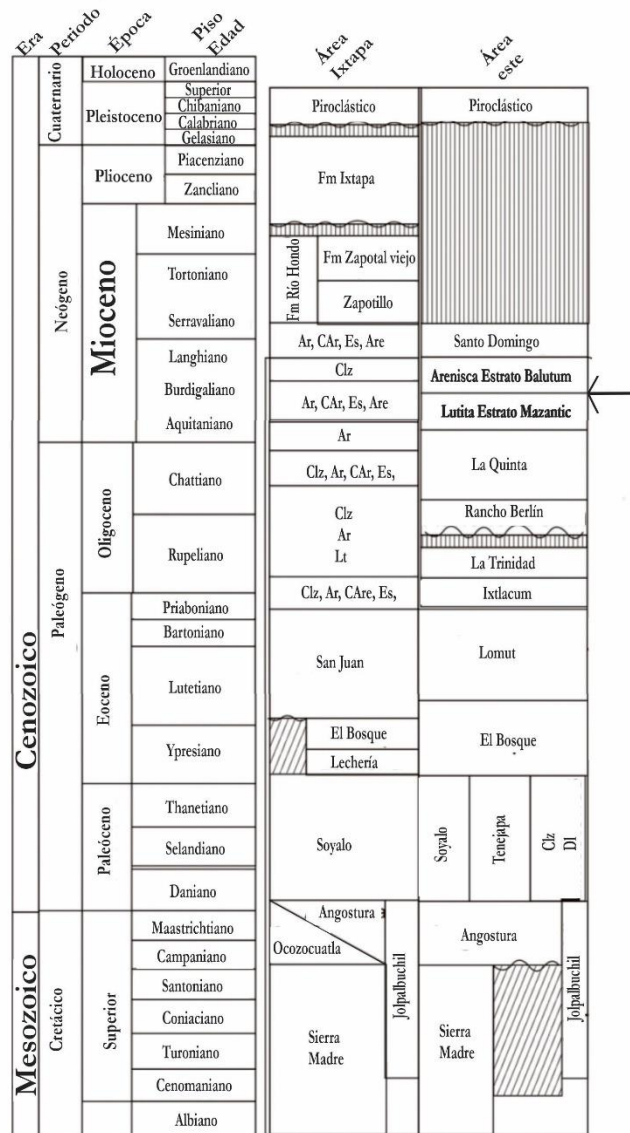 Era
Periodo
Época
Piso
Edad
Área
Ixtapa
Área
este
Cuaternario
Holoceno
Groenlandiano
Pleistoceno
Superior
Chibaniano
Calabriano
Gelasiano
Piroclástico
Piroclástico
Cenozoico
Neógeno
Plioceno
Piacenziano
Zancliano
Fm Ixtapa
Mioceno
Mesiniano
Tortoniano
Serravaliano
Langhiano
Burdigaliano
Aquitaniano
Fm Río Hondo
Fm Zapotal viejo
Zapotillo
Ar, CAr, Es, Are
Santo Domingo
Clz
Arenisca Estrato Balutum
Ar, CAr, Es, Are
Lutita Estrato Mazantic
Ar
La Quinta
Clz, Ar, CAr, Es,
Paleógeno
Oligoceno
Chattiano
Rupeliano
Clz
Ar
Lt
Rancho Berlín
La Trinidad
Clz, Ar, CAre, Es,
Ixtlacum
Eoceno
Priaboniano
Bartoniano
Lutetiano
Ypresiano
San Juan
Lomut
El Bosque
Lechería
El Bosque
Paleóceno
Thanetiano
Selandiano
Daniano
Soyalo
Soyalo
Tenejapa
Clz
Dl
Mesozoico
Cretácico
Superior
Maastrichtiano
Campaniano
Santoniano
Coniaciano
Turoniano
Cenomaniano
Albiano
Angostura
Ocozocuatla
Jolpalbuchil
Sierra
Madre
Angostura
Jolpalbuchil
Sierra
Madre